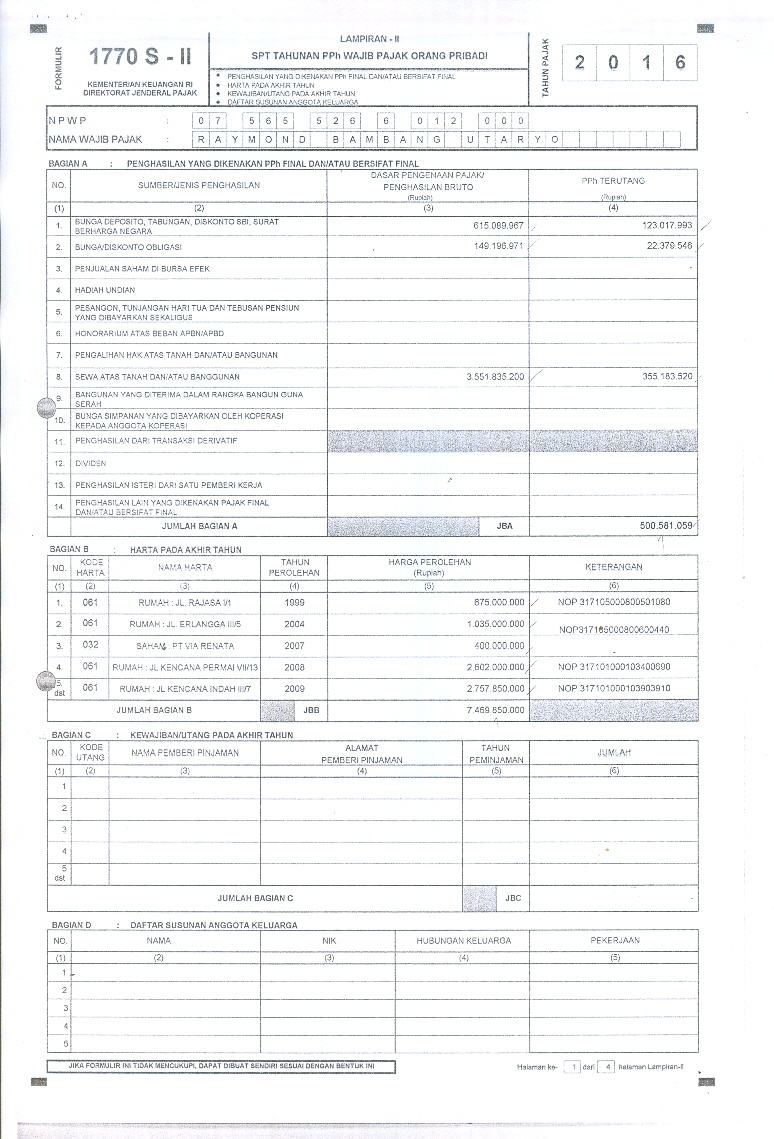 FORMULIR
1770 S - II
KEMENTERIAN KEUANGAN RI
DIREKTORAT JENDERAL PAJAK
LAMPIRAN - II
SPT TAHUNAN PPh WAJIB PAJAK ORANG PRIBADI
• PENGHASILAN YANG DIKENAKAN PPh FINAL DAN/ATAU BERSIFAT FINAL
• HARTA PADA AKHIR TAHUN
• KEWAJIBAN/UTANG PADA AKHIR TAHUN
• DAFTAR SUSUNAN ANGGOTA KELUARGA
TAHUN PAJAK
2 0 1 6
N P W P : 0 7 5 6 5 5 2 6 6 0 1 2 0 0 0
NAMA WAJIB PAJAK : R A Y M O N D B A M B A N G U T A R Y O
BAGIAN A : PENGHASILAN YANG DIKENAKAN PPh FINAL DAN/ATAU BERSIFAT FINAL
NO. SUMBER/JENIS PENGHASILAN DASAR PENGENAAN PAJAK/ PENGHASILAN BRUTO (Rupiah) PPh TERUTANG (Rupiah)
(1) (2) (3) (4)
1. BUNGA DEPOSITO, TABUNGAN, DISKONTO SBI, SURAT BERHARGA NEGARA 615.089.967 123.017.993
2. BUNGA/DISKONTO OBLIGASI 149.196.971 22.379.546
3. PENJUALAN SAHAM DI BURSA EFEK -
4. HADIAH UNDIAN
5. PESANGON, TUNJANGAN HARI TUA DAN TEBUSAN PENSIUN YANG DIBAYARKAN SEKALIGUS
6. HONORARIUM ATAS BEBAN APBN/APBD
7. PENGALIHAN HAK ATAS TANAH DAN/ATAU BANGUNAN
8. SEWA ATAS TANAH DAN/ATAU BANGGUNAN 3.551.835.200 355.183.520
9. BANGUNAN YANG DITERIMA DALAM RANGKA BANGUN GUNA SERAH
10. BUNGA SIMPANAN YANG DIBAYARKAN OLEH KOPERASI KEPADA ANGGOTA KOPERASI
11. PENGHASILAN DARI TRANSAKSI DERIVATIF
12. DIVIDEN
13. PENGHASILAN ISTERI DARI SATU PEMBERI KERJA
14. PENGHASILAN LAIN YANG DIKENAKAN PAJAK FINAL DAN/ATAU BERSIFAT FINAL
JUMLAH BAGIAN A JBA 500.581.059
BAGIAN B : HARTA PADA AKHIR TAHUN
NO. KODE HARTA NAMA HARTA TAHUN PEROLEHAN HARGA PEROLEHAN (Rupiah) KETERANGAN
(1) (2) (3) (4) (5) (6)
1. 061 RUMAH : JL. RAJASA I/1 1999 675.000.000 NOP 317105000800501080
2. 061 RUMAH : JL. ERLANGGA III/5 2004 1.035.000.000 NOP317105000800600440
3. 032 SAHAM : PT VIA RENATA 2007 400.000.000
4. 061 RUMAH : JL KENCANA PERMAI VII/13 2008 2.602.000.000 NOP 317101000103400690
5. dst 061 RUMAH : JL KENCANA INDAH III/7 2009 2.757.850.000 NOP 317101000103903910
JUMLAH BAGIAN B JBB 7.469.850.000
BAGIAN C : KEWAJIBAN/UTANG PADA AKHIR TAHUN
NO. KODE UTANG NAMA PEMBERI PINJAMAN ALAMAT PEMBERI PINJAMAN TAHUN PEMINJAMAN JUMLAH
(1) (2) (3) (4) (5) (6)
1
2
3
4
5 dst
JUMLAH BAGIAN C JBC
BAGIAN D : DAFTAR SUSUNAN ANGGOTA KELUARGA
NO. NAMA NIK HUBUNGAN KELUARGA PEKERJAAN
(1) (2) (3) (4) (5)
1
2
3
4
5
JIKA FORMULIR INI TIDAK MENCUKUPI, DAPAT DIBUAT SENDIRI SESUAI DENGAN BENTUK INI
Halaman ke- 1 dari 4 halaman Lampiran-II